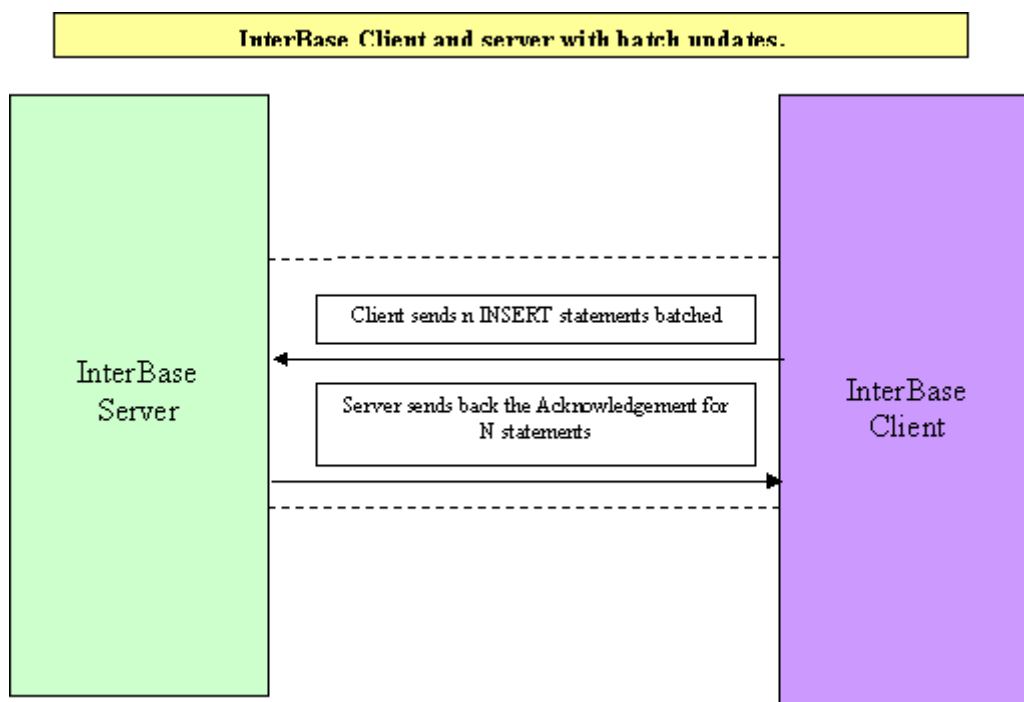 InterBase Client and server with batch updates.
Client sends n INSERT statements batched
InterBase
Server
Server sends back the Acknowledgement for
N statements
InterBase
Client